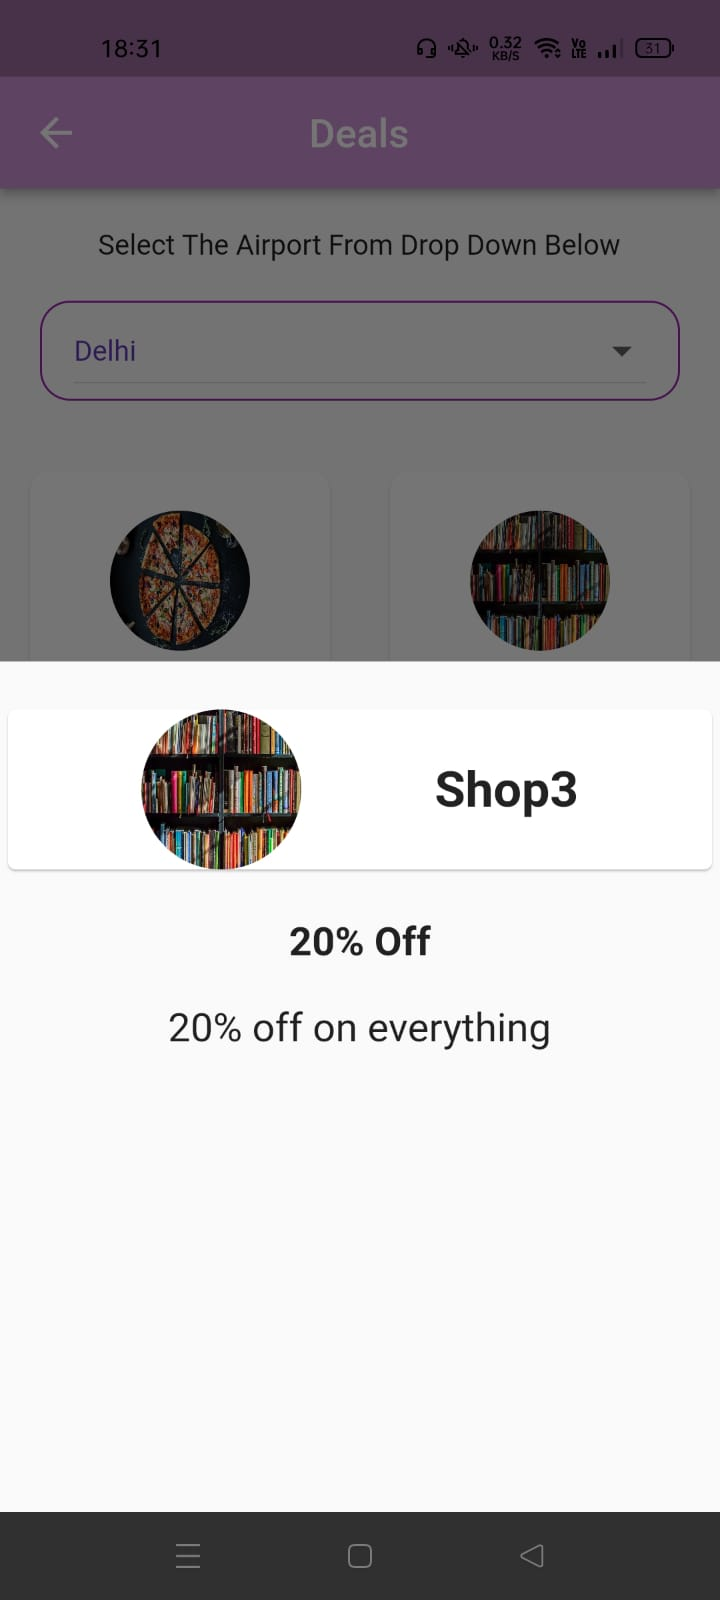 18:31
0.32
KB/S
Vo
LTE
31
Deals
Select The Airport From Drop Down Below
Delhi
Shop3
20% Off
20% off on everything